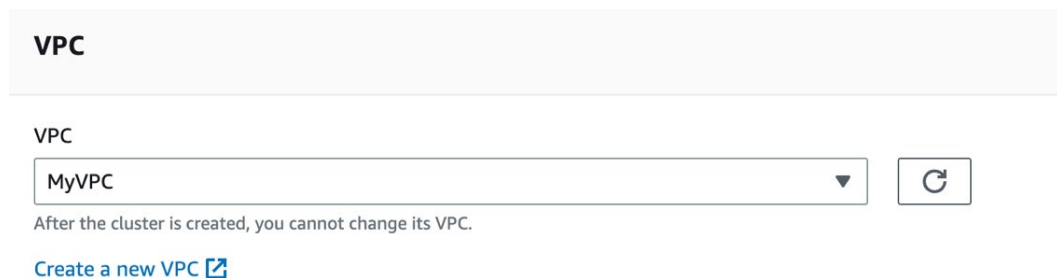 VPC
VPC
MyVPC
After the cluster is created, you cannot change its VPC.
Create a new VPC